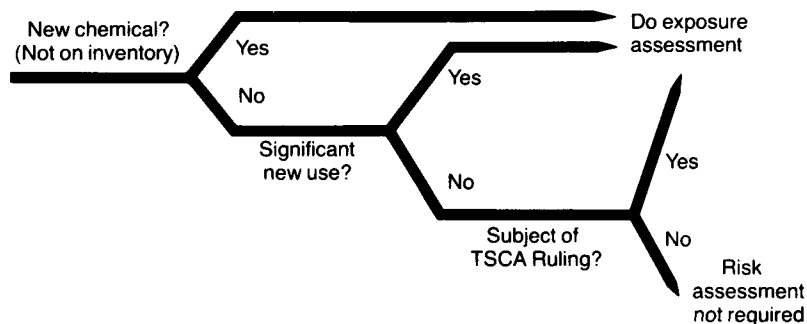 New chemical?
(Not on inventory)
Yes
Do exposure
assessment
No
Yes
Significant
new use?
No
Yes
Subject of
TSCA Ruling?
No
Risk
assessment
not required